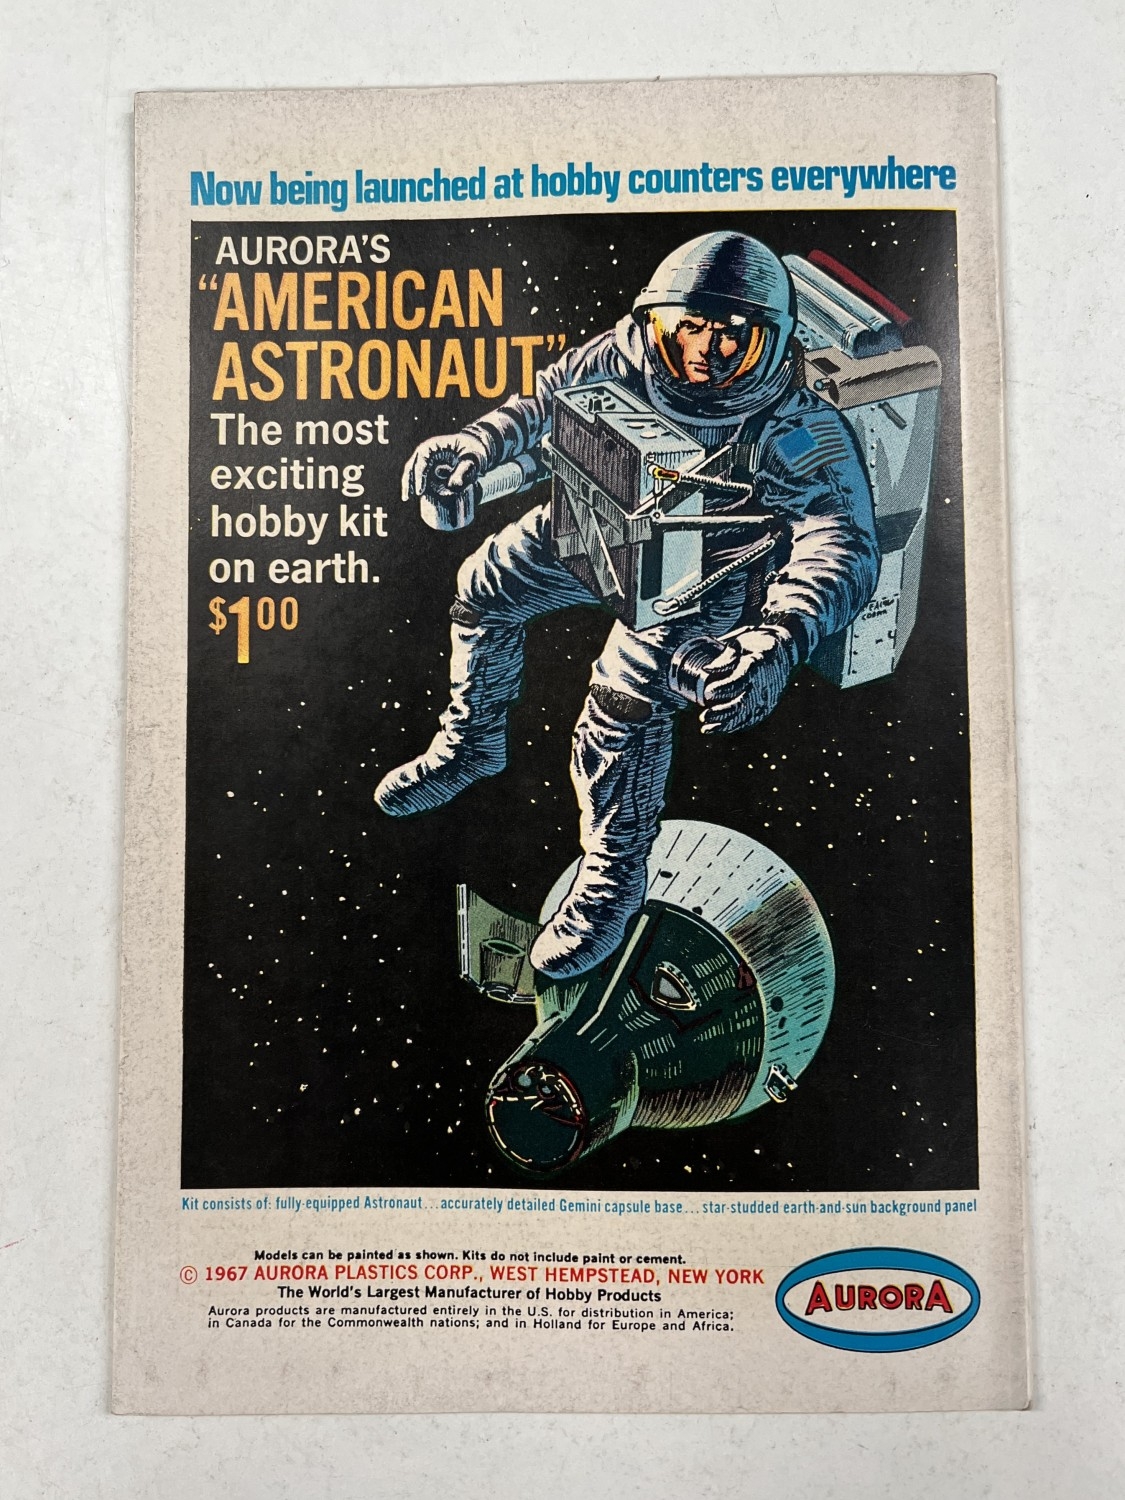 Now being launched at hobby counters everywhere
AURORA'S
"AMERICAN
ASTRONAUT"
The most
exciting
hobby kit
on earth.
$100
Kit consists of: fully-equipped Astronaut...accurately detailed Gemini capsule base...star-studded earth-and-sun background panel
Models can be painted as shown. Kits do not include paint or cement.
© 1967 AURORA PLASTICS CORP., WEST HEMPSTEAD, NEW YORK
The World's Largest Manufacturer of Hobby Products
Aurora products are manufactured entirely in the U.S. for distribution in America;
in Canada for the Commonwealth nations; and in Holland for Europe and Africa.
AURORA